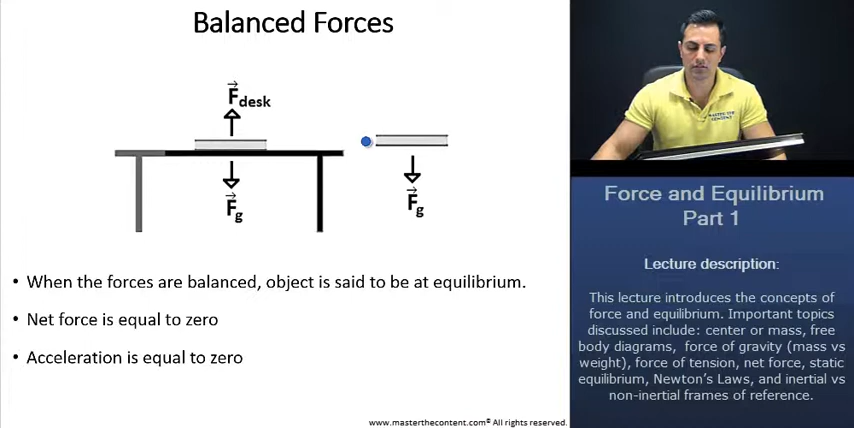 Balanced Forces
F desk
F g
F g
• When the forces are balanced, object is said to be at equilibrium.
• Net force is equal to zero
• Acceleration is equal to zero
www.masterthecontent.com© All rights reserved.
MASTER THE
CONTENT
Force and Equilibrium
Part 1
Lecture description:
This lecture introduces the concepts of
force and equilibrium. Important topics
discussed include: center or mass, free
body diagrams, force of gravity (mass vs
weight), force of tension, net force, static
equilibrium, Newton's Laws, and inertial vs
non-inertial frames of reference.